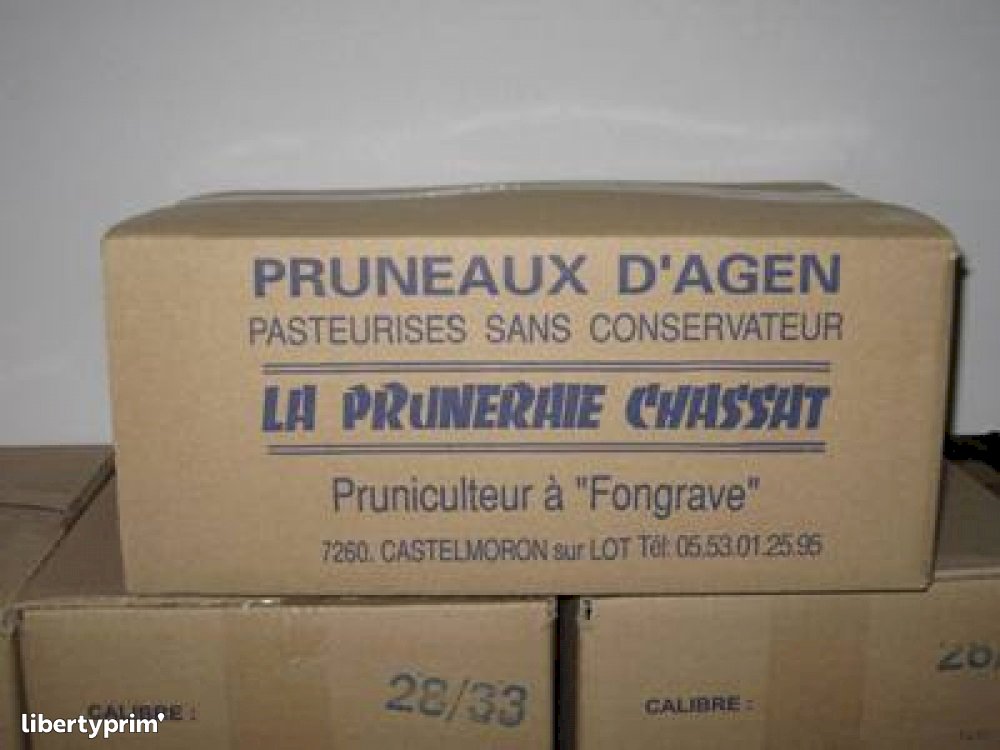 PRUNEAUX D'AGEN
PASTEURISES SANS CONSERVATEUR
LA PRUNERAIE CHASSAT
Pruniculteur à "Fongrave"
7260. CASTELMORON sur LOT Tél: 05.53.01.25.95
CALIBRE : 28/33
CALIBRE :
libertyprim'